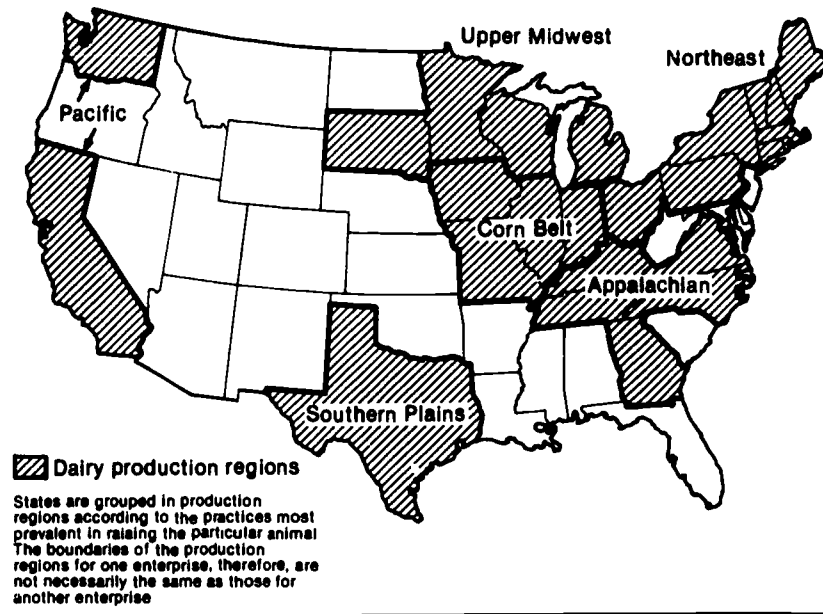 Upper Midwest
Northeast
Pacific
Corn Belt
Appalachian
Southern Plains
Dairy production regions
States are grouped in production
regions according to the practices most
prevalent in raising the particular animal
The boundaries of the production
regions for one enterprise, therefore, are
not necessarily the same as those for
another enterprise